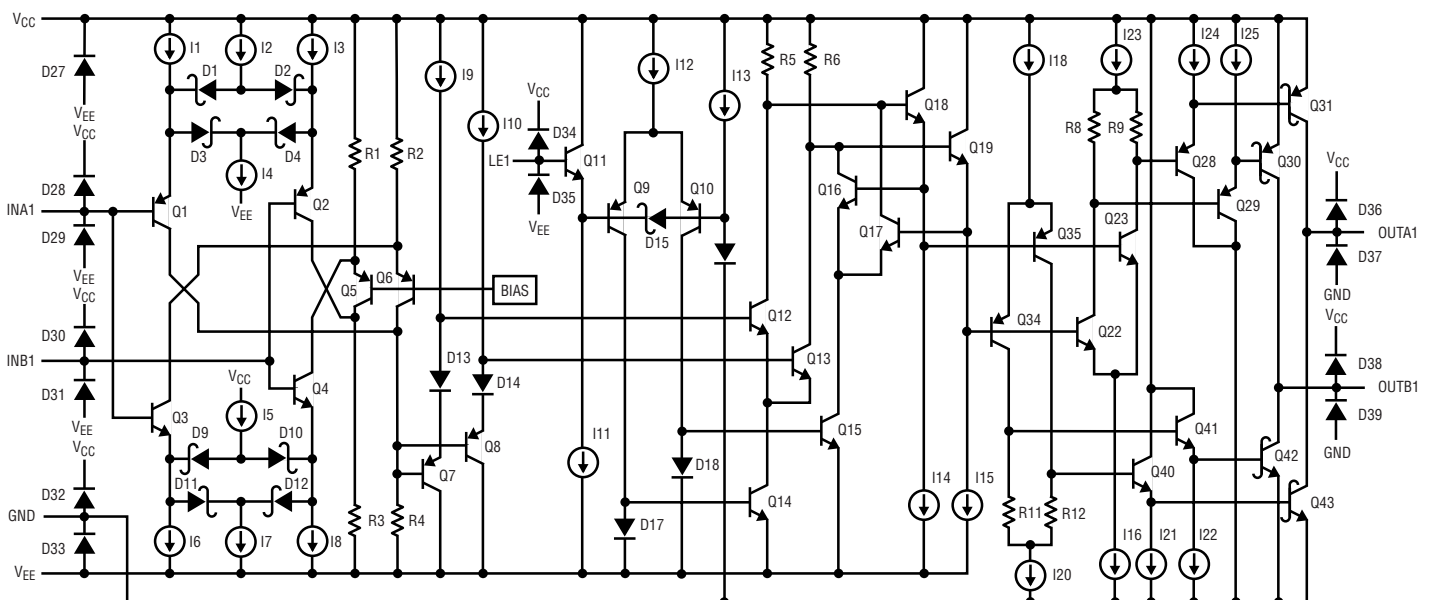 VCC
I1
I2
I3
D27
D1
D2
I9
I12
I13
R5
R6
I18
I23
I24
I25
VEE
VCC
D3
D4
I4
R1
R2
I10
VCC
D34
LE1
D35
VEE
Q11
Q18
Q31
R8
R9
Q19
Q28
Q30
VCC
D28
INA1
D29
Q1
VEE
Q2
Q9
Q10
D15
Q16
Q17
Q35
Q23
Q29
D36
OUTA1
D37
VEE
VCC
Q5
Q6
BIAS
GND
VCC
D30
INB1
D31
Q12
Q34
Q22
D13
D14
Q13
D38
VCC
Q4
OUTB1
D39
Q3
I5
VEE
VCC
D9
D10
Q8
Q7
I11
D18
Q15
Q41
Q40
Q42
GND
D11
D12
D32
GND
D33
I6
I7
I8
R3
R4
D17
Q14
I14
I15
R11
R12
Q43
I16
I21
I22
VEE
I20